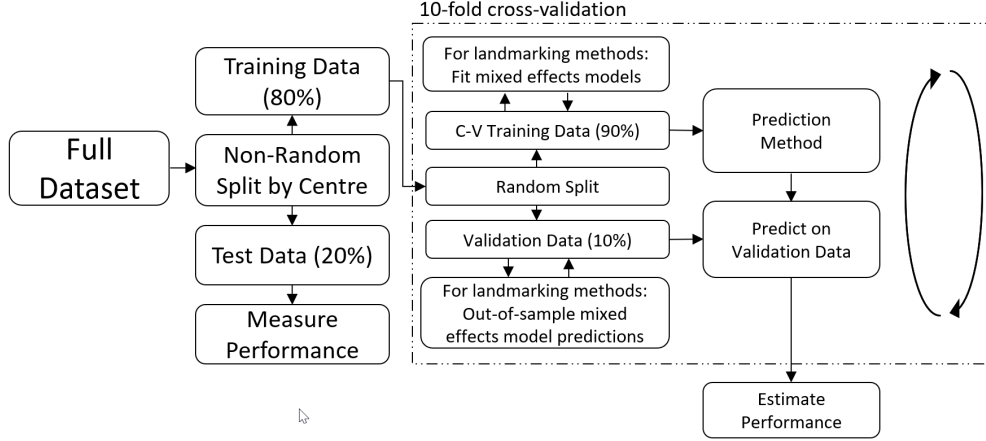 10-fold cross-validation
Full
Dataset
Training Data
(80%)
Non-Random
Split by Centre
Test Data (20%)
Measure
Performance
For landmarking methods:
Fit mixed effects models
C-V Training Data (90%)
Random Split
Validation Data (10%)
For landmarking methods:
Out-of-sample mixed
effects model predictions
Prediction
Method
Predict on
Validation Data
Estimate
Performance